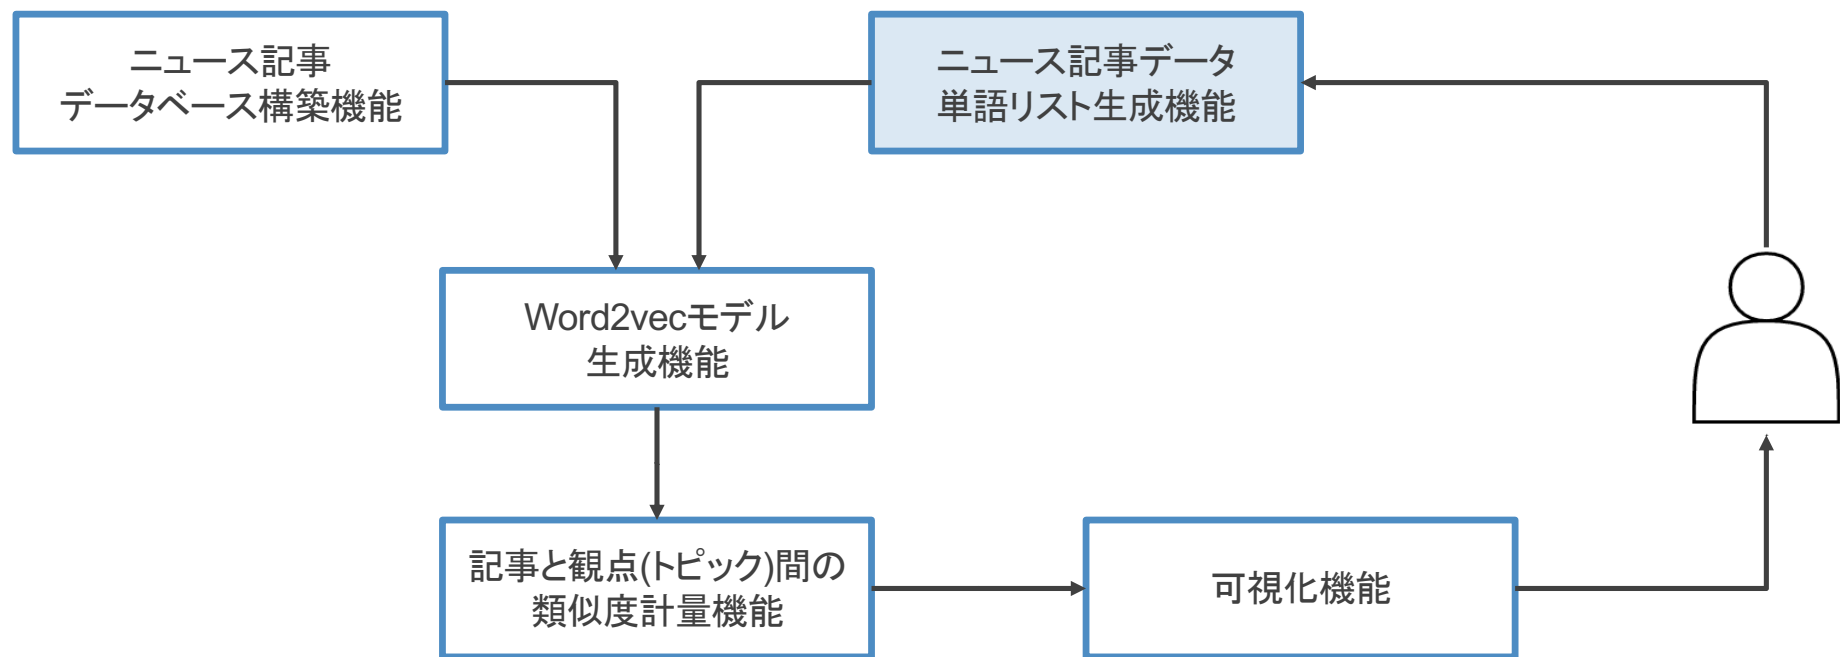 ニュース記事
データベース構築機能
ニュース記事データ
単語リスト生成機能
Word2vecモデル
生成機能
記事と観点(トピック)間の
類似度計量機能
可視化機能